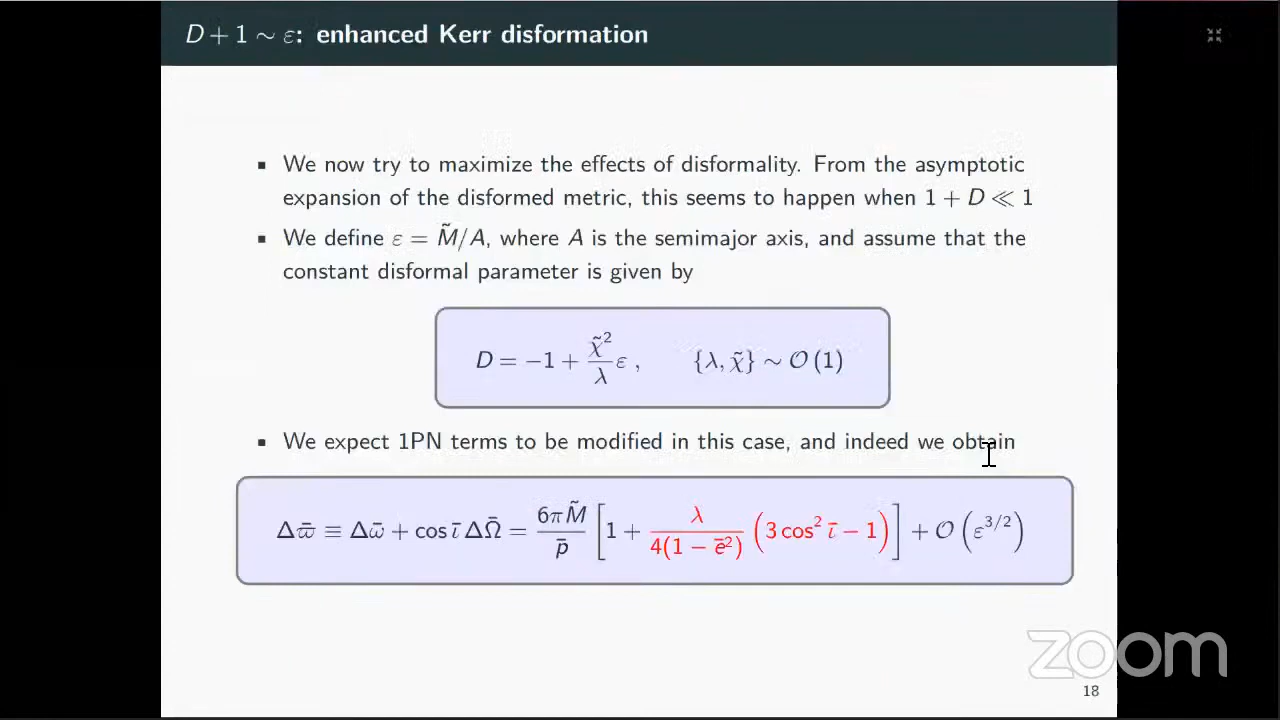 D + 1 ∼ ε: enhanced Kerr disformation
▪ We now try to maximize the effects of disformality. From the asymptotic
expansion of the disformed metric, this seems to happen when 1 + D ≪ 1
▪ We define ε = M̃/A, where A is the semimajor axis, and assume that the
constant disformal parameter is given by
D = −1 + χ̃²/λ ε , {λ, χ̃} ∼ 𝒪 (1)
▪ We expect 1PN terms to be modified in this case, and indeed we obtain
Δϖ̄ ≡ Δω̄ + cos ῑ ΔΩ̄ = 6πM̃/p̄ [1 + λ/4(1 − ē²) (3 cos² ῑ − 1)] + 𝒪 (ε^{3/2})
zoom
18